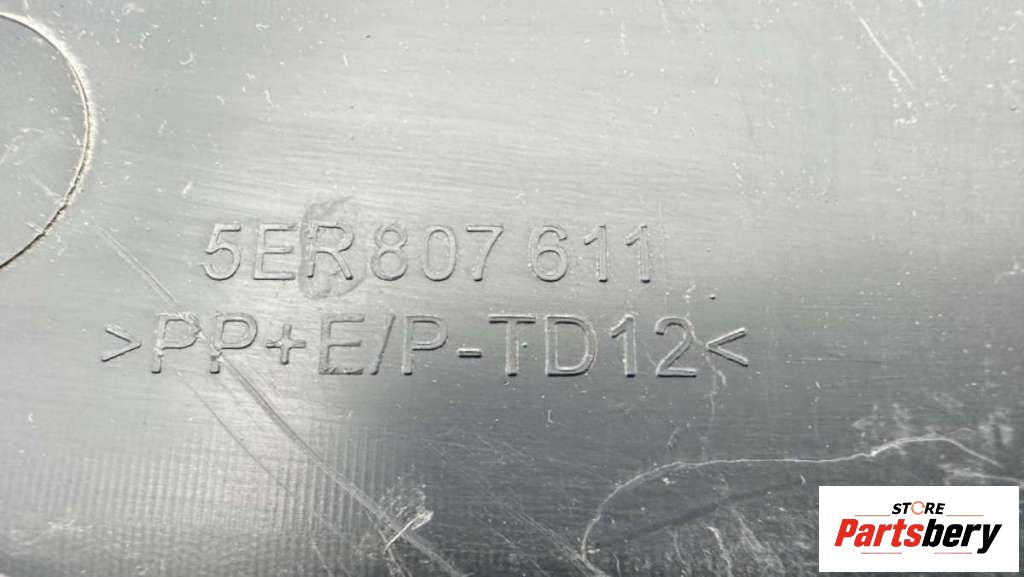 5ER 807 611
>PP+E/P-TD12<
STORE
Partsbery